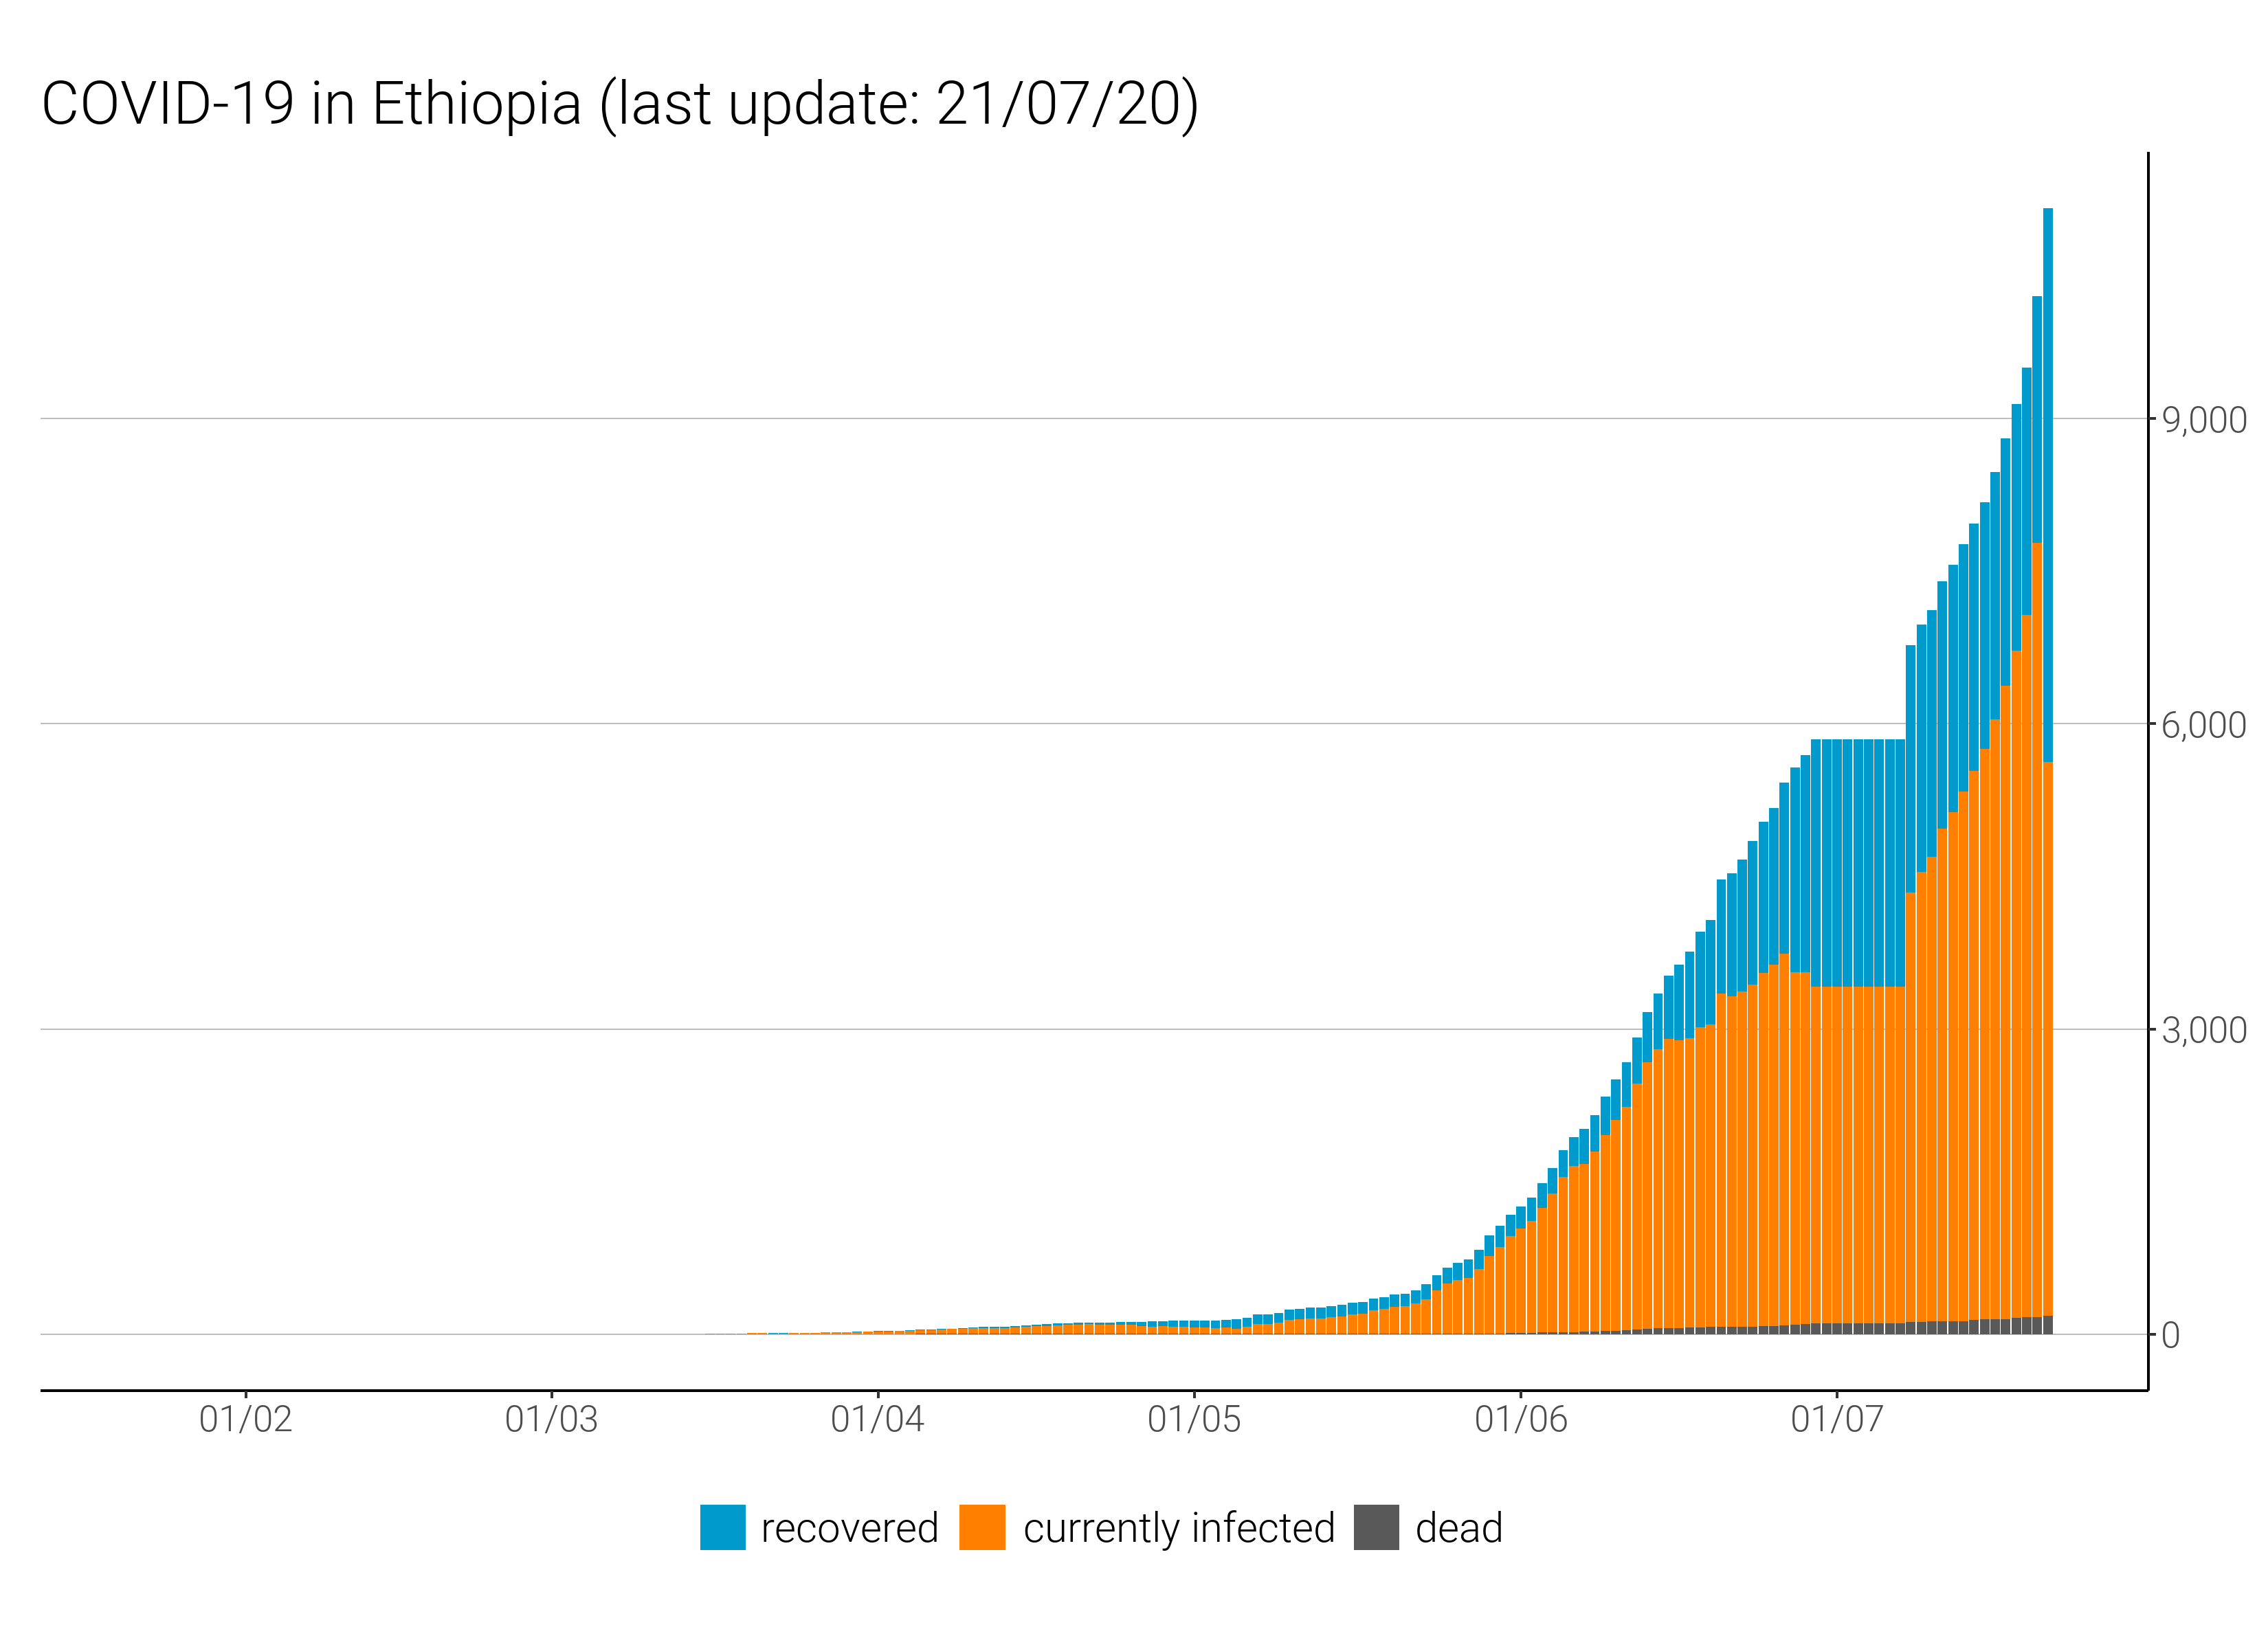 COVID-19 in Ethiopia (last update: 21/07/20)
9,000
6,000
3,000
0
01/02 01/03 01/04 01/05 01/06 01/07
recovered currently infected dead